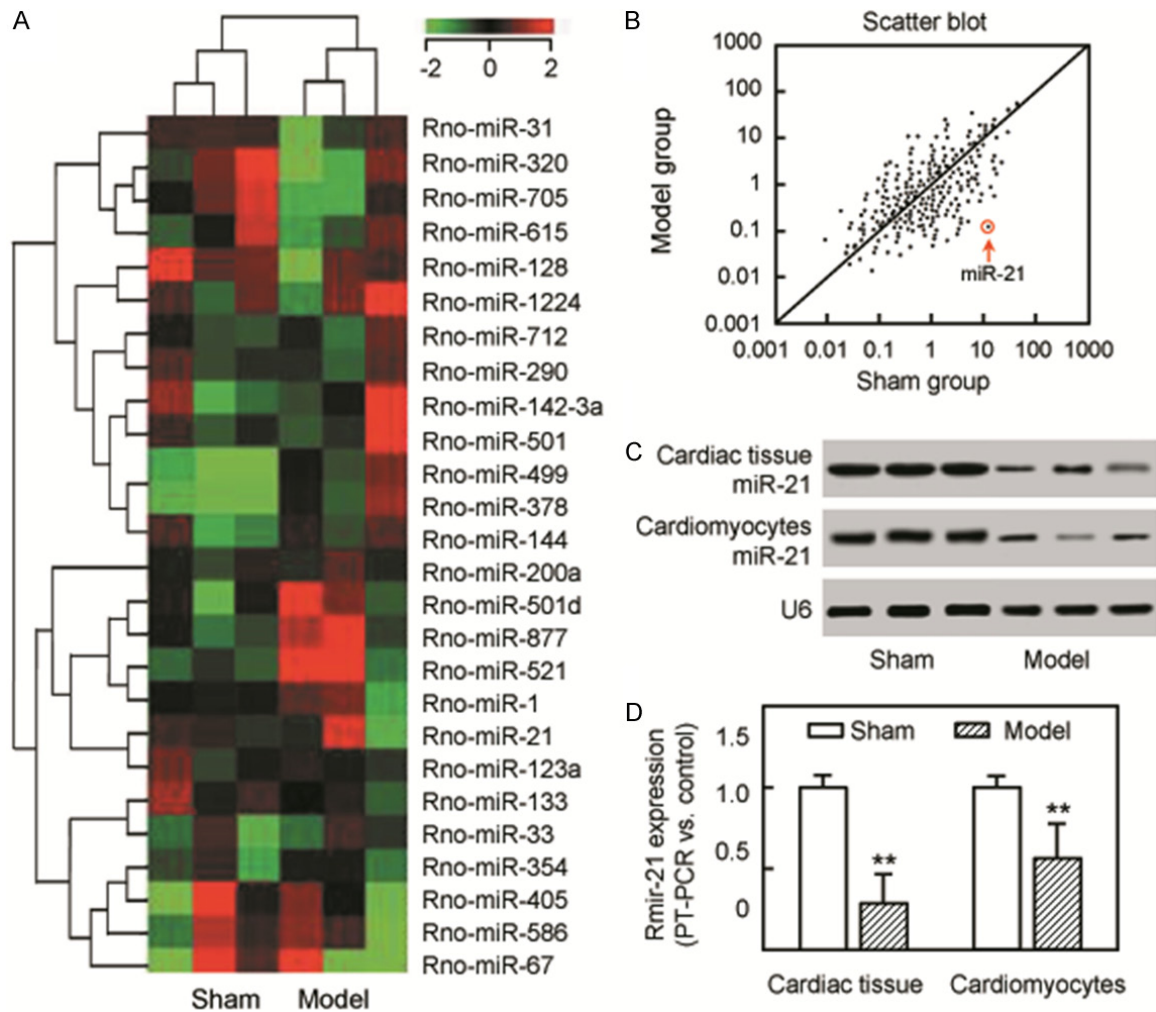 A
-2 0 2
Rno-miR-31
Rno-miR-320
Rno-miR-705
Rno-miR-615
Rno-miR-128
Rno-miR-1224
Rno-miR-712
Rno-miR-290
Rno-miR-142-3a
Rno-miR-501
Rno-miR-499
Rno-miR-378
Rno-miR-144
Rno-miR-200a
Rno-miR-501d
Rno-miR-877
Rno-miR-521
Rno-miR-1
Rno-miR-21
Rno-miR-123a
Rno-miR-133
Rno-miR-33
Rno-miR-354
Rno-miR-405
Rno-miR-586
Rno-miR-67
Sham Model
B
Scatter blot
Model group
1000
100
10
1
0.1
0.01
0.001
miR-21
0.001 0.01 0.1 1 10 100 1000
Sham group
C
Cardiac tissue
miR-21
Cardiomyocytes
miR-21
U6
Sham Model
D
Rmir-21 expression
(PT-PCR vs. control)
1.5
1.0
0.5
0
Sham Model
**
**
Cardiac tissue Cardiomyocytes